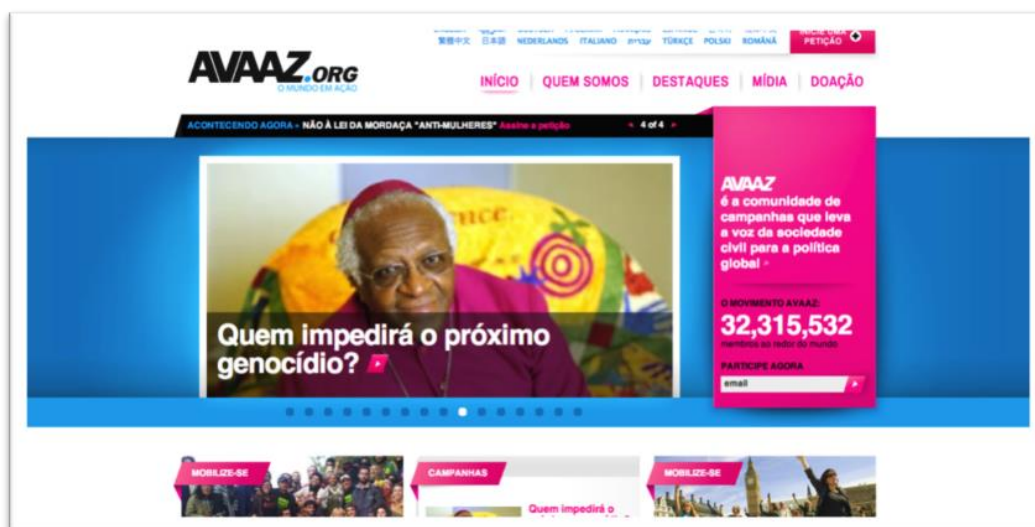 繁體中文 日本語 NEDERLANDS ITALIANO עברית TÜRKÇE POLSKI ROMÂNĂ
INICIE UMA
PETIÇÃO
AVAAZ.ORG
O MUNDO EM AÇÃO
INÍCIO QUEM SOMOS DESTAQUES MÍDIA DOAÇÃO
ACONTECENDO AGORA - NÃO À LEI DA MORDAÇA "ANTI-MULHERES" Assine a petição 4 of 4
Quem impedirá o próximo
genocídio?
AVAAZ
é a comunidade de
campanhas que leva
a voz da sociedade
civil para a política
global
O MOVIMENTO AVAAZ:
32,315,532
membros ao redor do mundo
PARTICIPE AGORA
email
MOBILIZE-SE
CAMPANHAS
Quem impedirá o
MOBILIZE-SE